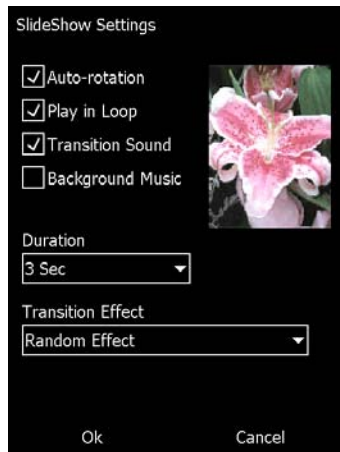 SlideShow Settings
Auto-rotation
Play in Loop
Transition Sound
Background Music
Duration
3 Sec
Transition Effect
Random Effect
Ok Cancel